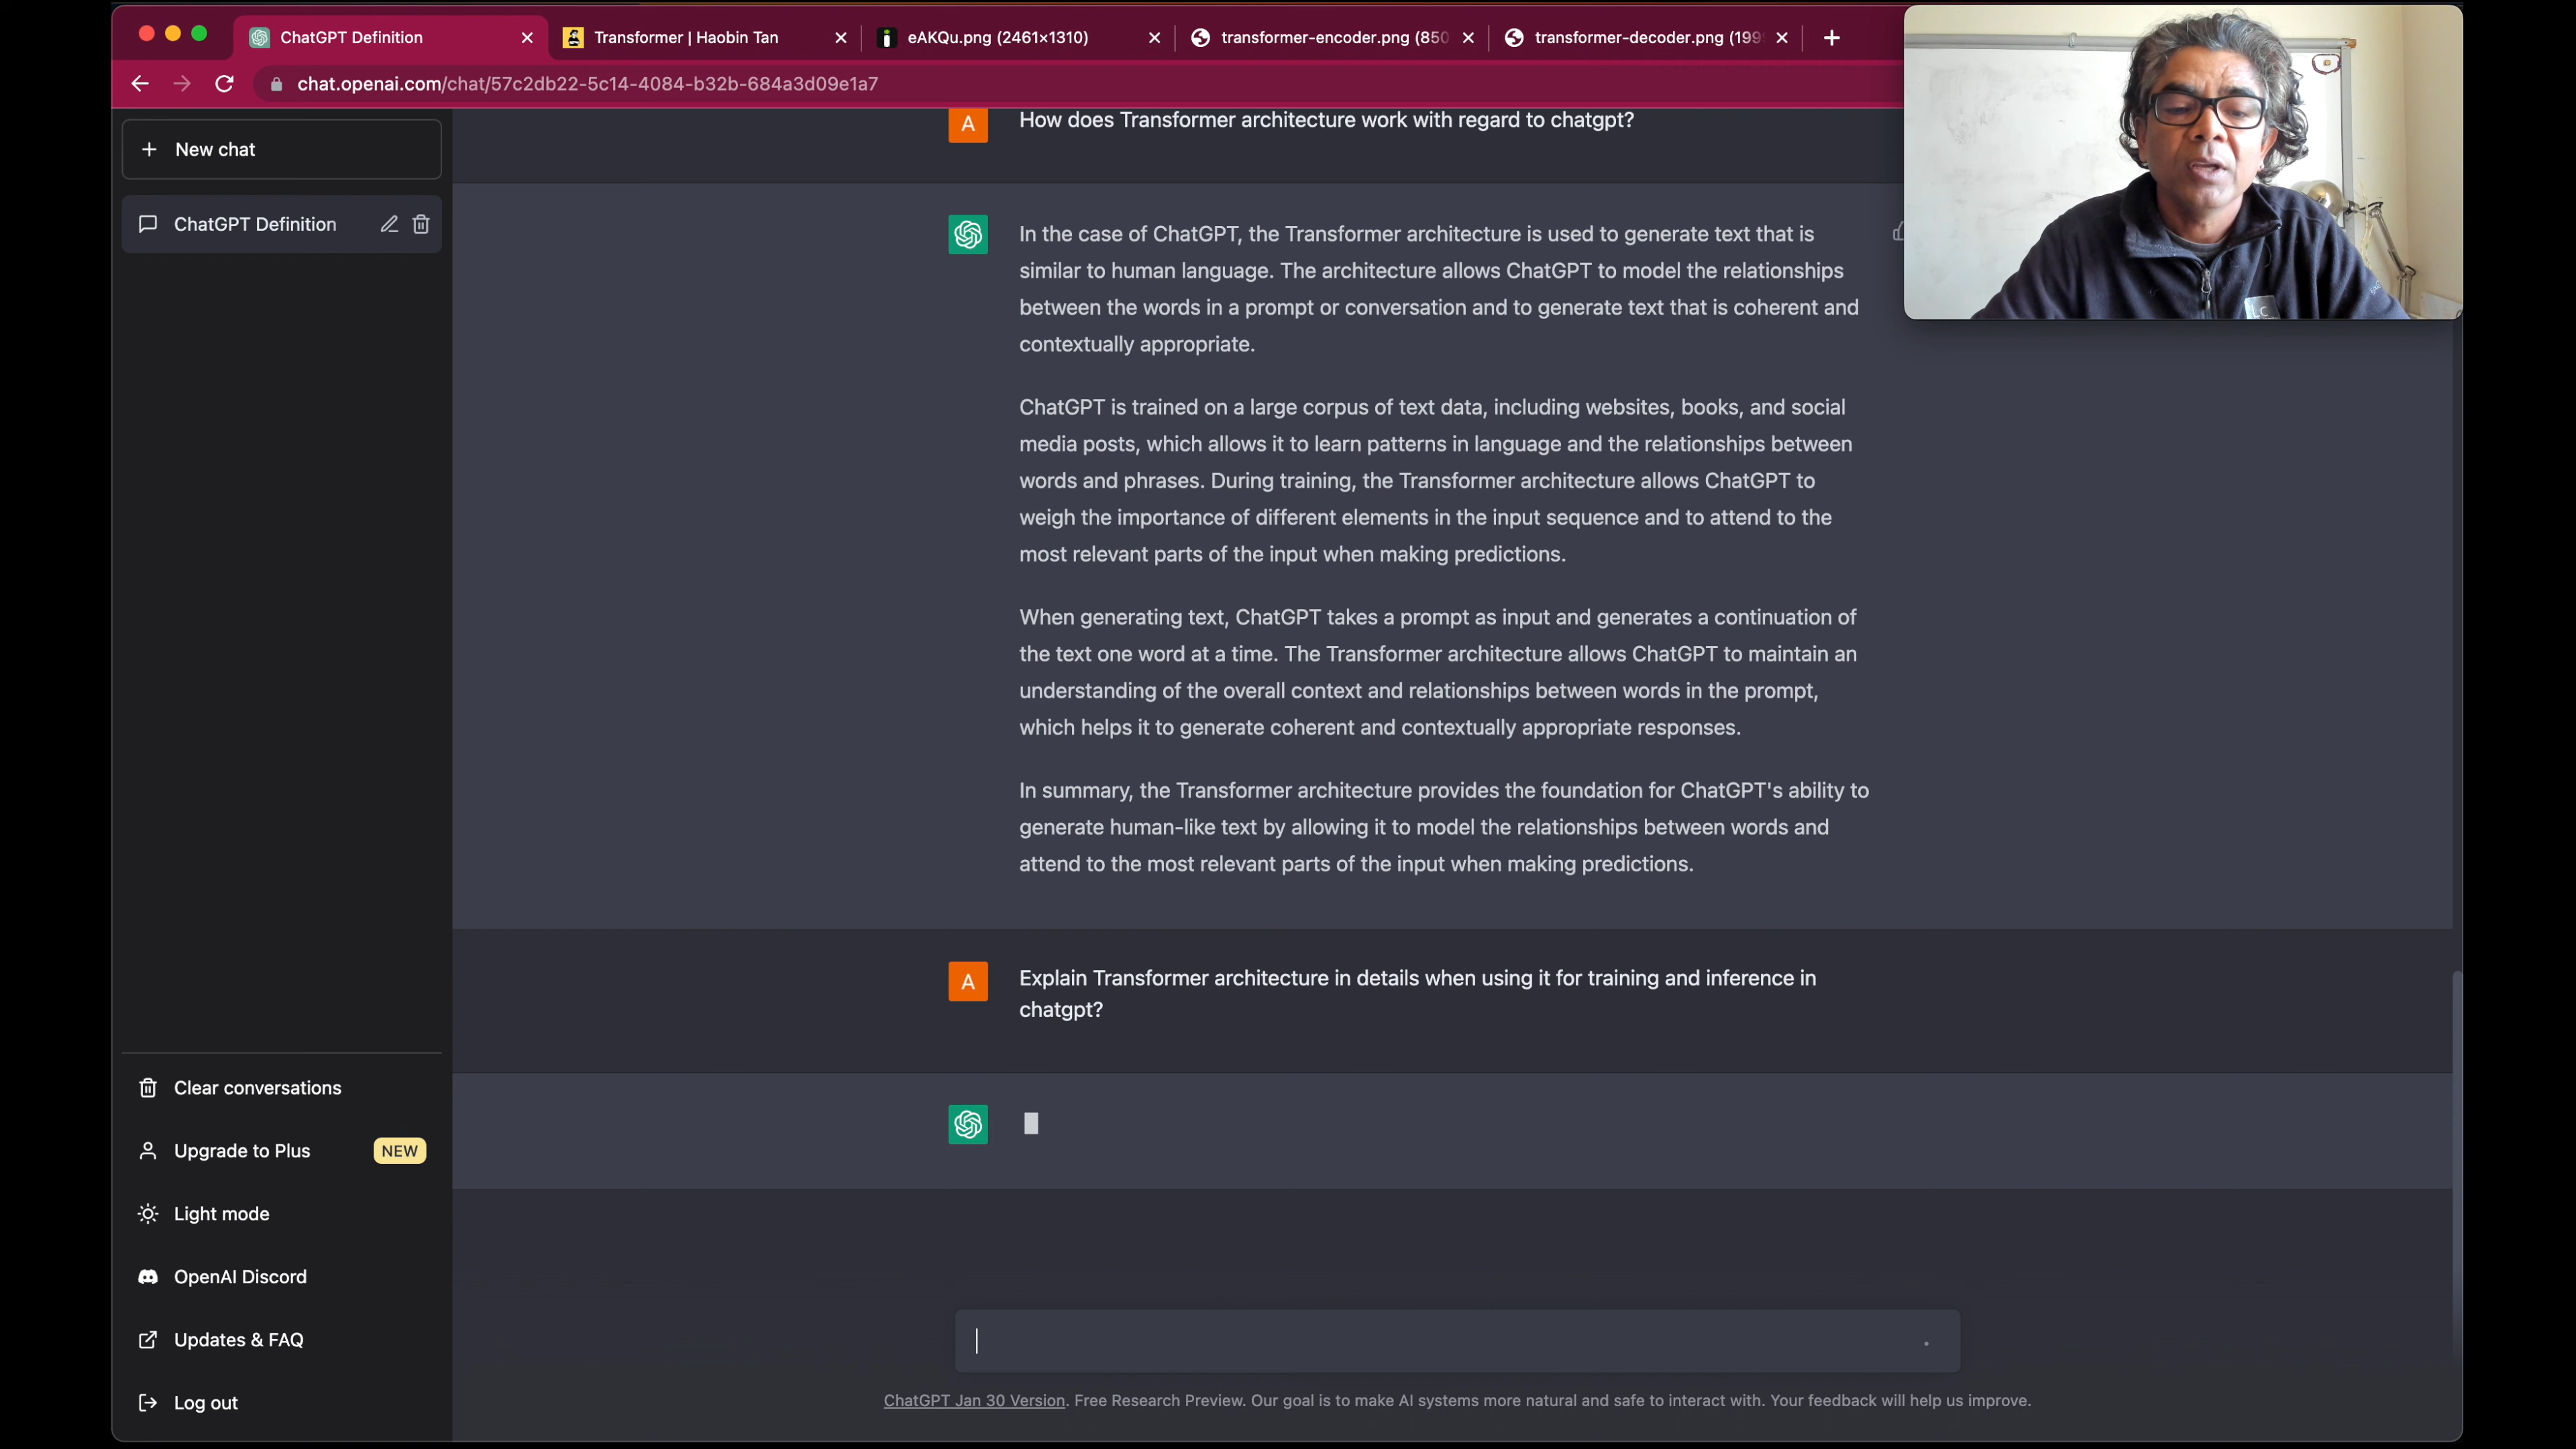 ChatGPT Definition
Transformer | Haobin Tan
eAKQu.png (2461×1310)
transformer-encoder.png (850
transformer-decoder.png (199
chat.openai.com/chat/57c2db22-5c14-4084-b32b-684a3d09e1a7
New chat
ChatGPT Definition
A
How does Transformer architecture work with regard to chatgpt?
In the case of ChatGPT, the Transformer architecture is used to generate text that is
similar to human language. The architecture allows ChatGPT to model the relationships
between the words in a prompt or conversation and to generate text that is coherent and
contextually appropriate.
ChatGPT is trained on a large corpus of text data, including websites, books, and social
media posts, which allows it to learn patterns in language and the relationships between
words and phrases. During training, the Transformer architecture allows ChatGPT to
weigh the importance of different elements in the input sequence and to attend to the
most relevant parts of the input when making predictions.
When generating text, ChatGPT takes a prompt as input and generates a continuation of
the text one word at a time. The Transformer architecture allows ChatGPT to maintain an
understanding of the overall context and relationships between words in the prompt,
which helps it to generate coherent and contextually appropriate responses.
In summary, the Transformer architecture provides the foundation for ChatGPT's ability to
generate human-like text by allowing it to model the relationships between words and
attend to the most relevant parts of the input when making predictions.
A
Explain Transformer architecture in details when using it for training and inference in
chatgpt?
Clear conversations
Upgrade to Plus
NEW
Light mode
OpenAI Discord
Updates & FAQ
Log out
ChatGPT Jan 30 Version. Free Research Preview. Our goal is to make AI systems more natural and safe to interact with. Your feedback will help us improve.